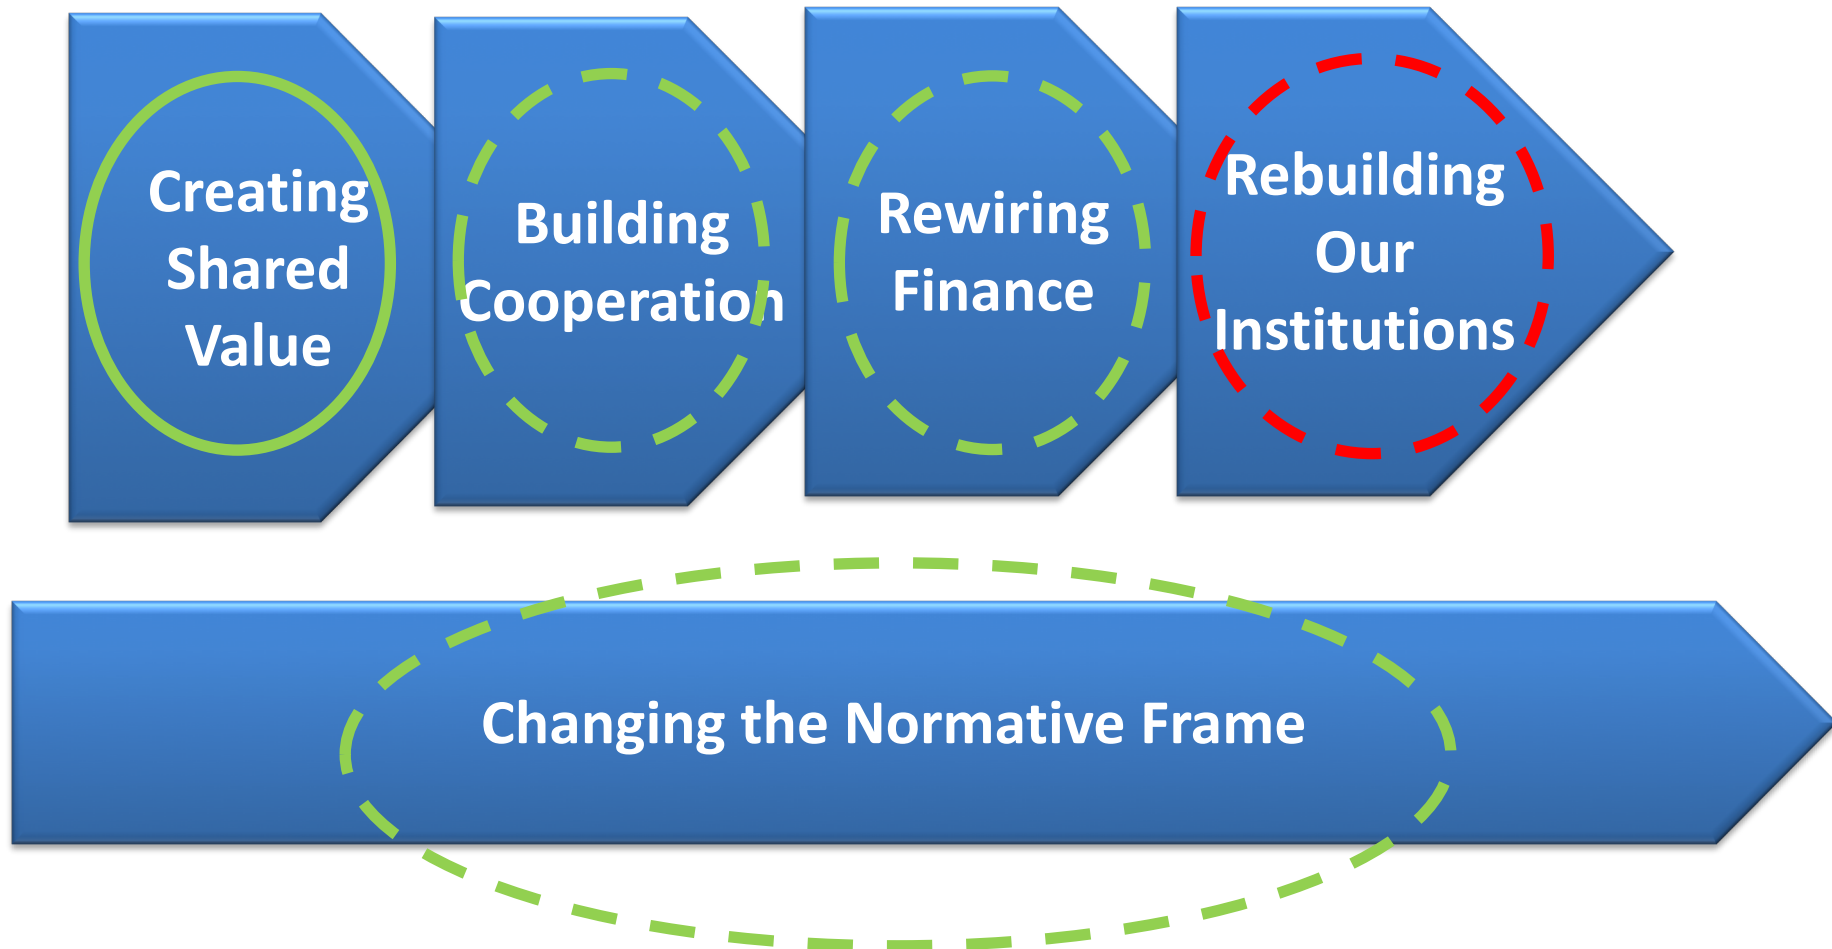 Creating
Shared
Value
Building
Cooperation
Rewiring
Finance
Rebuilding
Our
Institutions
Changing the Normative Frame